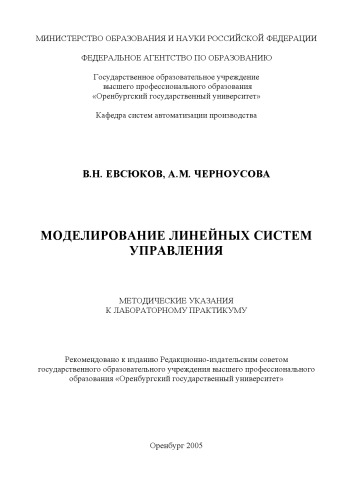 МИНИСТЕРСТВО ОБРАЗОВАНИЯ И НАУКИ РОССИЙСКОЙ ФЕДЕРАЦИИ
ФЕДЕРАЛЬНОЕ АГЕНТСТВО ПО ОБРАЗОВАНИЮ
Государственное образовательное учреждение
высшего профессионального образования
«Оренбургский государственный университет»
Кафедра систем автоматизации производства
В.Н. ЕВСЮКОВ, А.М. ЧЕРНОУСОВА
МОДЕЛИРОВАНИЕ ЛИНЕЙНЫХ СИСТЕМ
УПРАВЛЕНИЯ
МЕТОДИЧЕСКИЕ УКАЗАНИЯ
К ЛАБОРАТОРНОМУ ПРАКТИКУМУ
Рекомендовано к изданию Редакционно-издательским советом
государственного образовательного учреждения высшего профессионального
образования «Оренбургский государственный университет»
Оренбург 2005